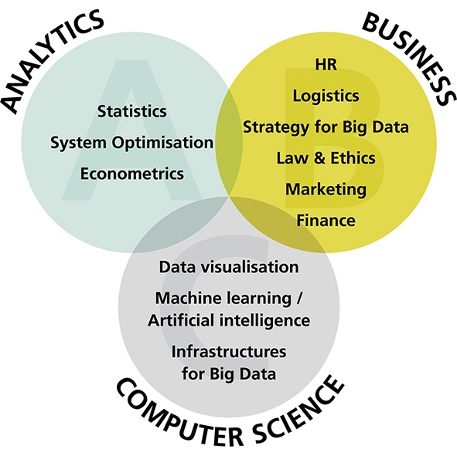 ANALYTICS
A
Statistics
System Optimisation
Econometrics
BUSINESS
B
HR
Logistics
Strategy for Big Data
Law & Ethics
Marketing
Finance
C
Data visualisation
Machine learning /
Artificial intelligence
Infrastructures
for Big Data
COMPUTER SCIENCE